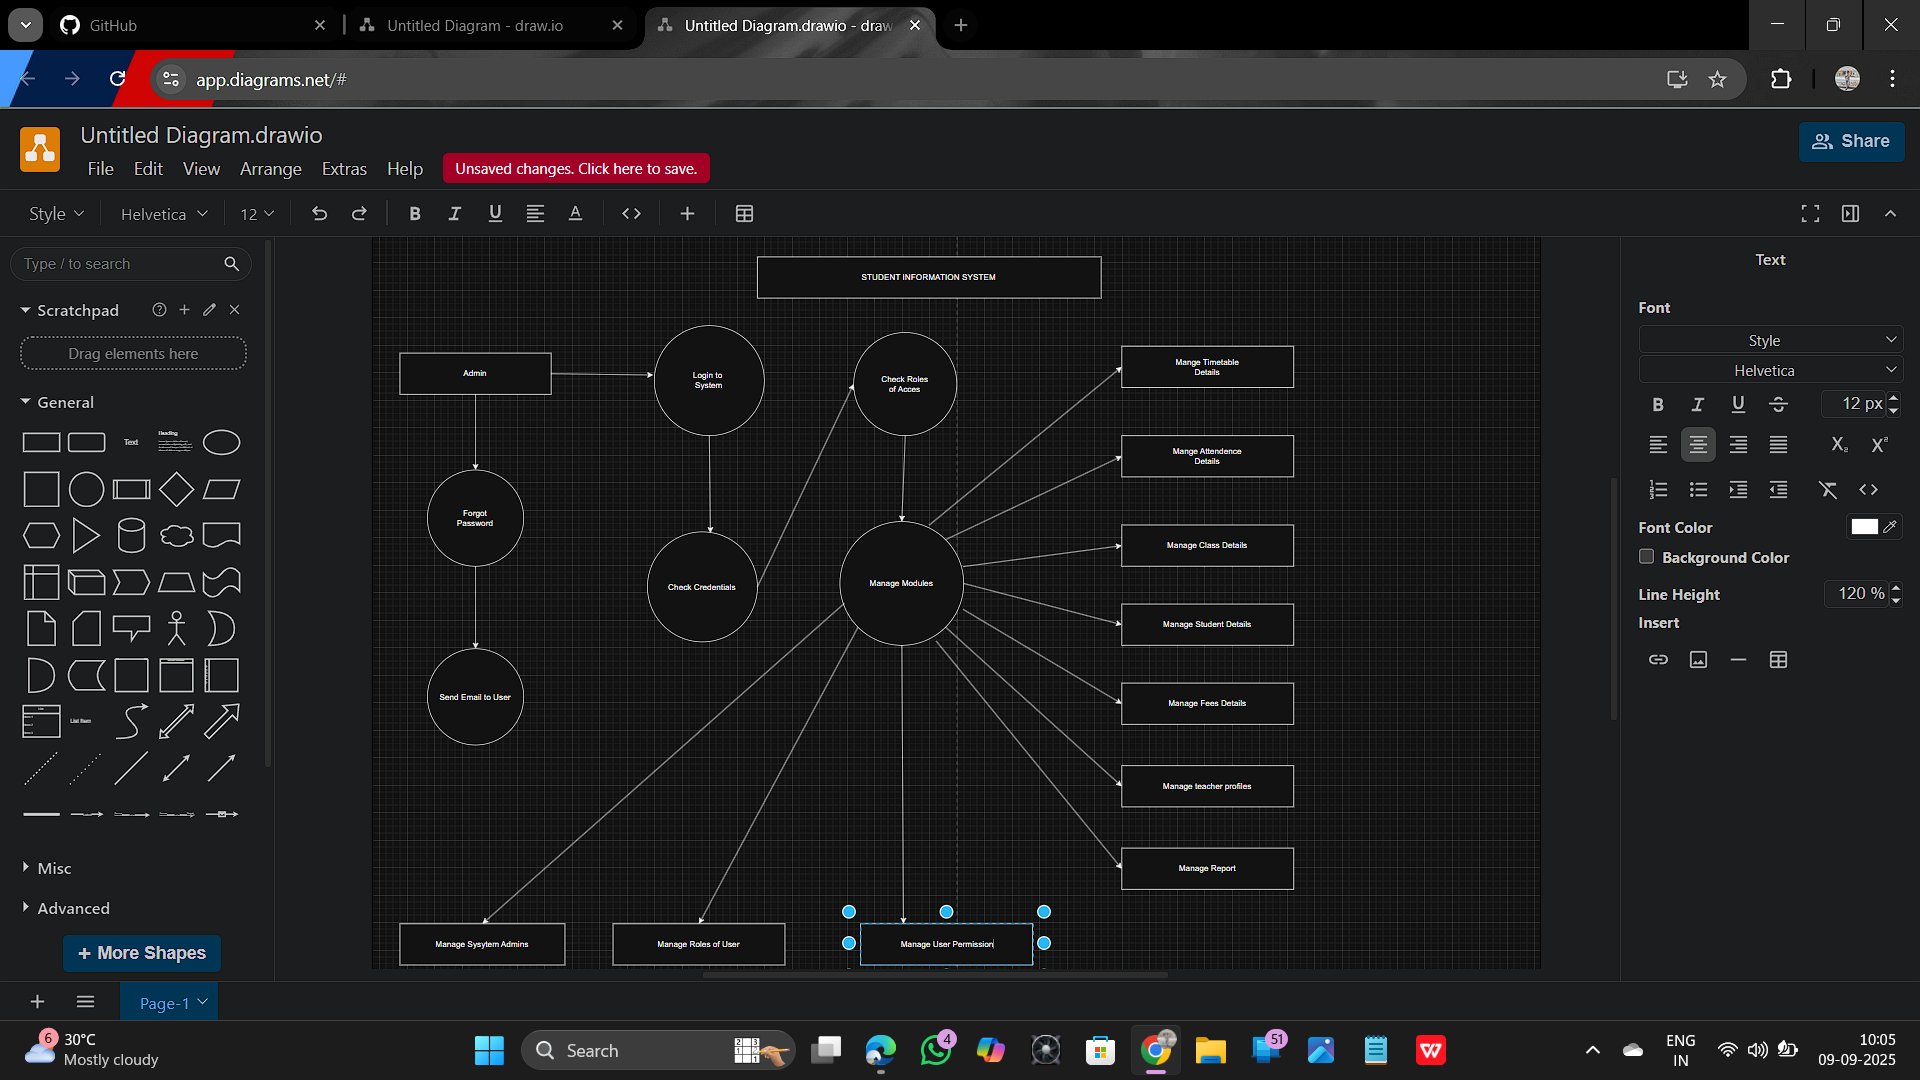 GitHub
Untitled Diagram - draw.io
Untitled Diagram.drawio - draw
app.diagrams.net/#
Untitled Diagram.drawio
File Edit View Arrange Extras Help
Unsaved changes. Click here to save.
Share
Style
Helvetica
12
Type / to search
Scratchpad
Drag elements here
General
Text
Heading
List Item
Misc
Advanced
+ More Shapes
STUDENT INFORMATION SYSTEM
Admin
Login to
System
Check Roles
of Acces
Mange Timetable
Details
Mange Attendence
Details
Forgot
Password
Check Credentials
Manage Modules
Manage Class Details
Manage Student Details
Send Email to User
Manage Fees Details
Manage teacher profiles
Manage Report
Manage Sysytem Admins
Manage Roles of User
Manage User Permission
Text
Font
Style
Helvetica
12 px
Font Color
Background Color
Line Height
120 %
Insert
Page-1
6
30°C
Mostly cloudy
Search
4
51
ENG
IN
10:05
09-09-2025